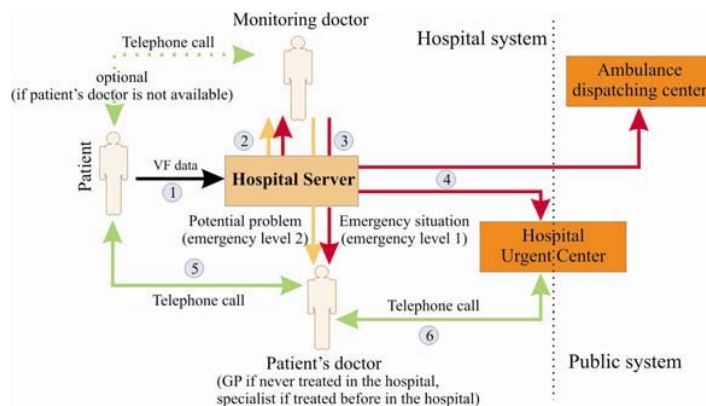 Monitoring doctor
Hospital system
Telephone call
optional
(if patient's doctor is not available)
Ambulance
dispatching center
2
3
Patient
VF data
1
Hospital Server
4
Potential problem
(emergency level 2)
Emergency situation
(emergency level 1)
Hospital
Urgent Center
5
Telephone call
Telephone call
6
Patient's doctor
(GP if never treated in the hospital,
specialist if treated before in the hospital)
Public system